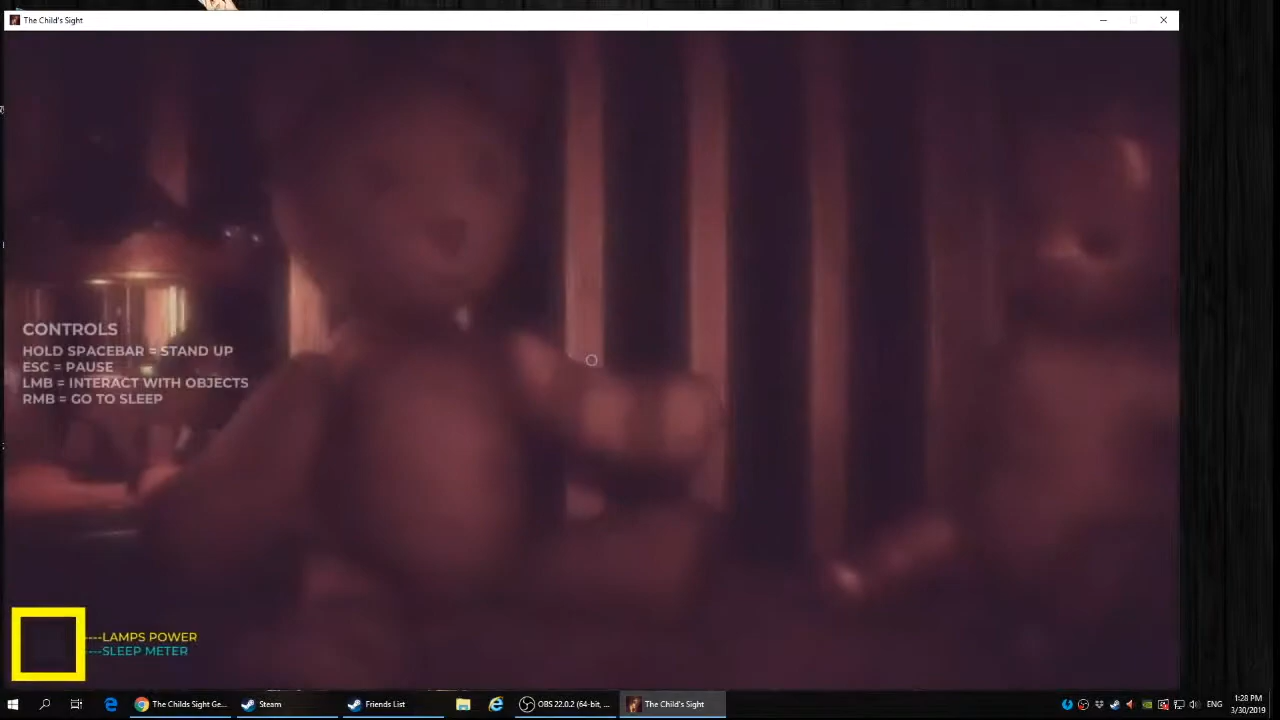 The Child's Sight
CONTROLS
HOLD SPACEBAR = STAND UP
ESC = PAUSE
LMB = INTERACT WITH OBJECTS
RMB = GO TO SLEEP
----LAMPS POWER
----SLEEP METER
The Childs Sight Ge...
Steam
Friends List
OBS 22.0.2 (64-bit, ...
The Child's Sight
ENG
1:28 PM
3/30/2019